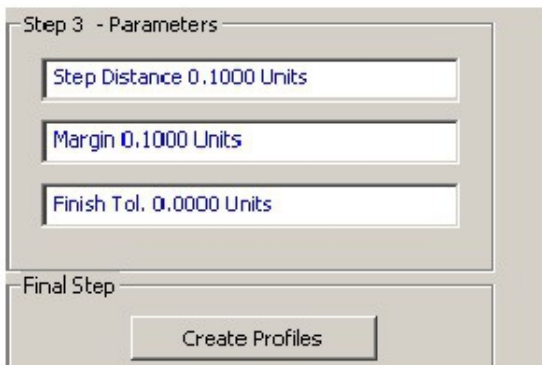 Step 3 - Parameters
Step Distance 0.1000 Units
Margin 0.1000 Units
Finish Tol. 0.0000 Units
Final Step
Create Profiles